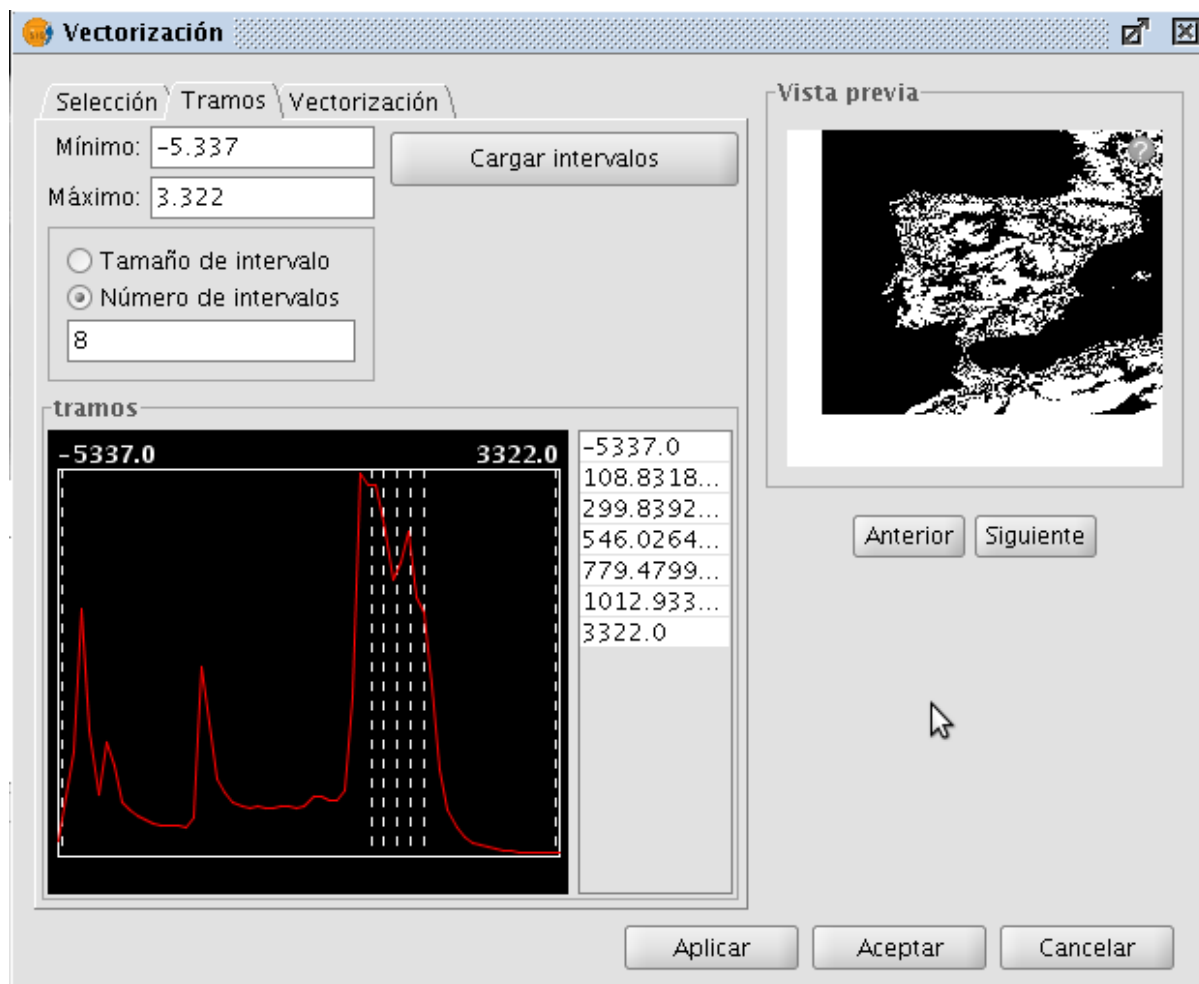 Vectorización
Selección Tramos Vectorización
Mínimo: -5.337
Cargar intervalos
Máximo: 3.322
Tamaño de intervalo
Número de intervalos
8
tramos
-5337.0 3322.0
-5337.0
108.8318...
299.8392...
546.0264...
779.4799...
1012.933...
3322.0
Vista previa
?
Anterior Siguiente
Aplicar Aceptar Cancelar